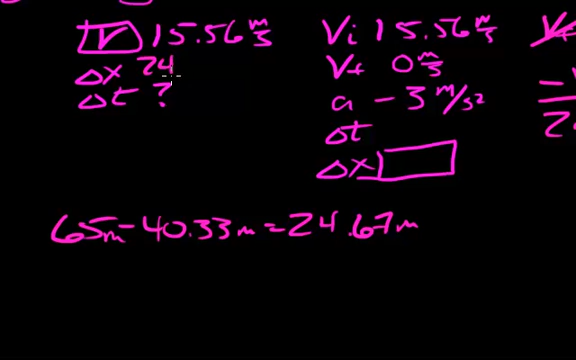 V 15.56 m/s
Δx 24
Δt ?
Vi 15.56 m/s
Vf 0 m/s
a -3 m/s²
Δt
Δx
65m - 40.33m = 24.67m